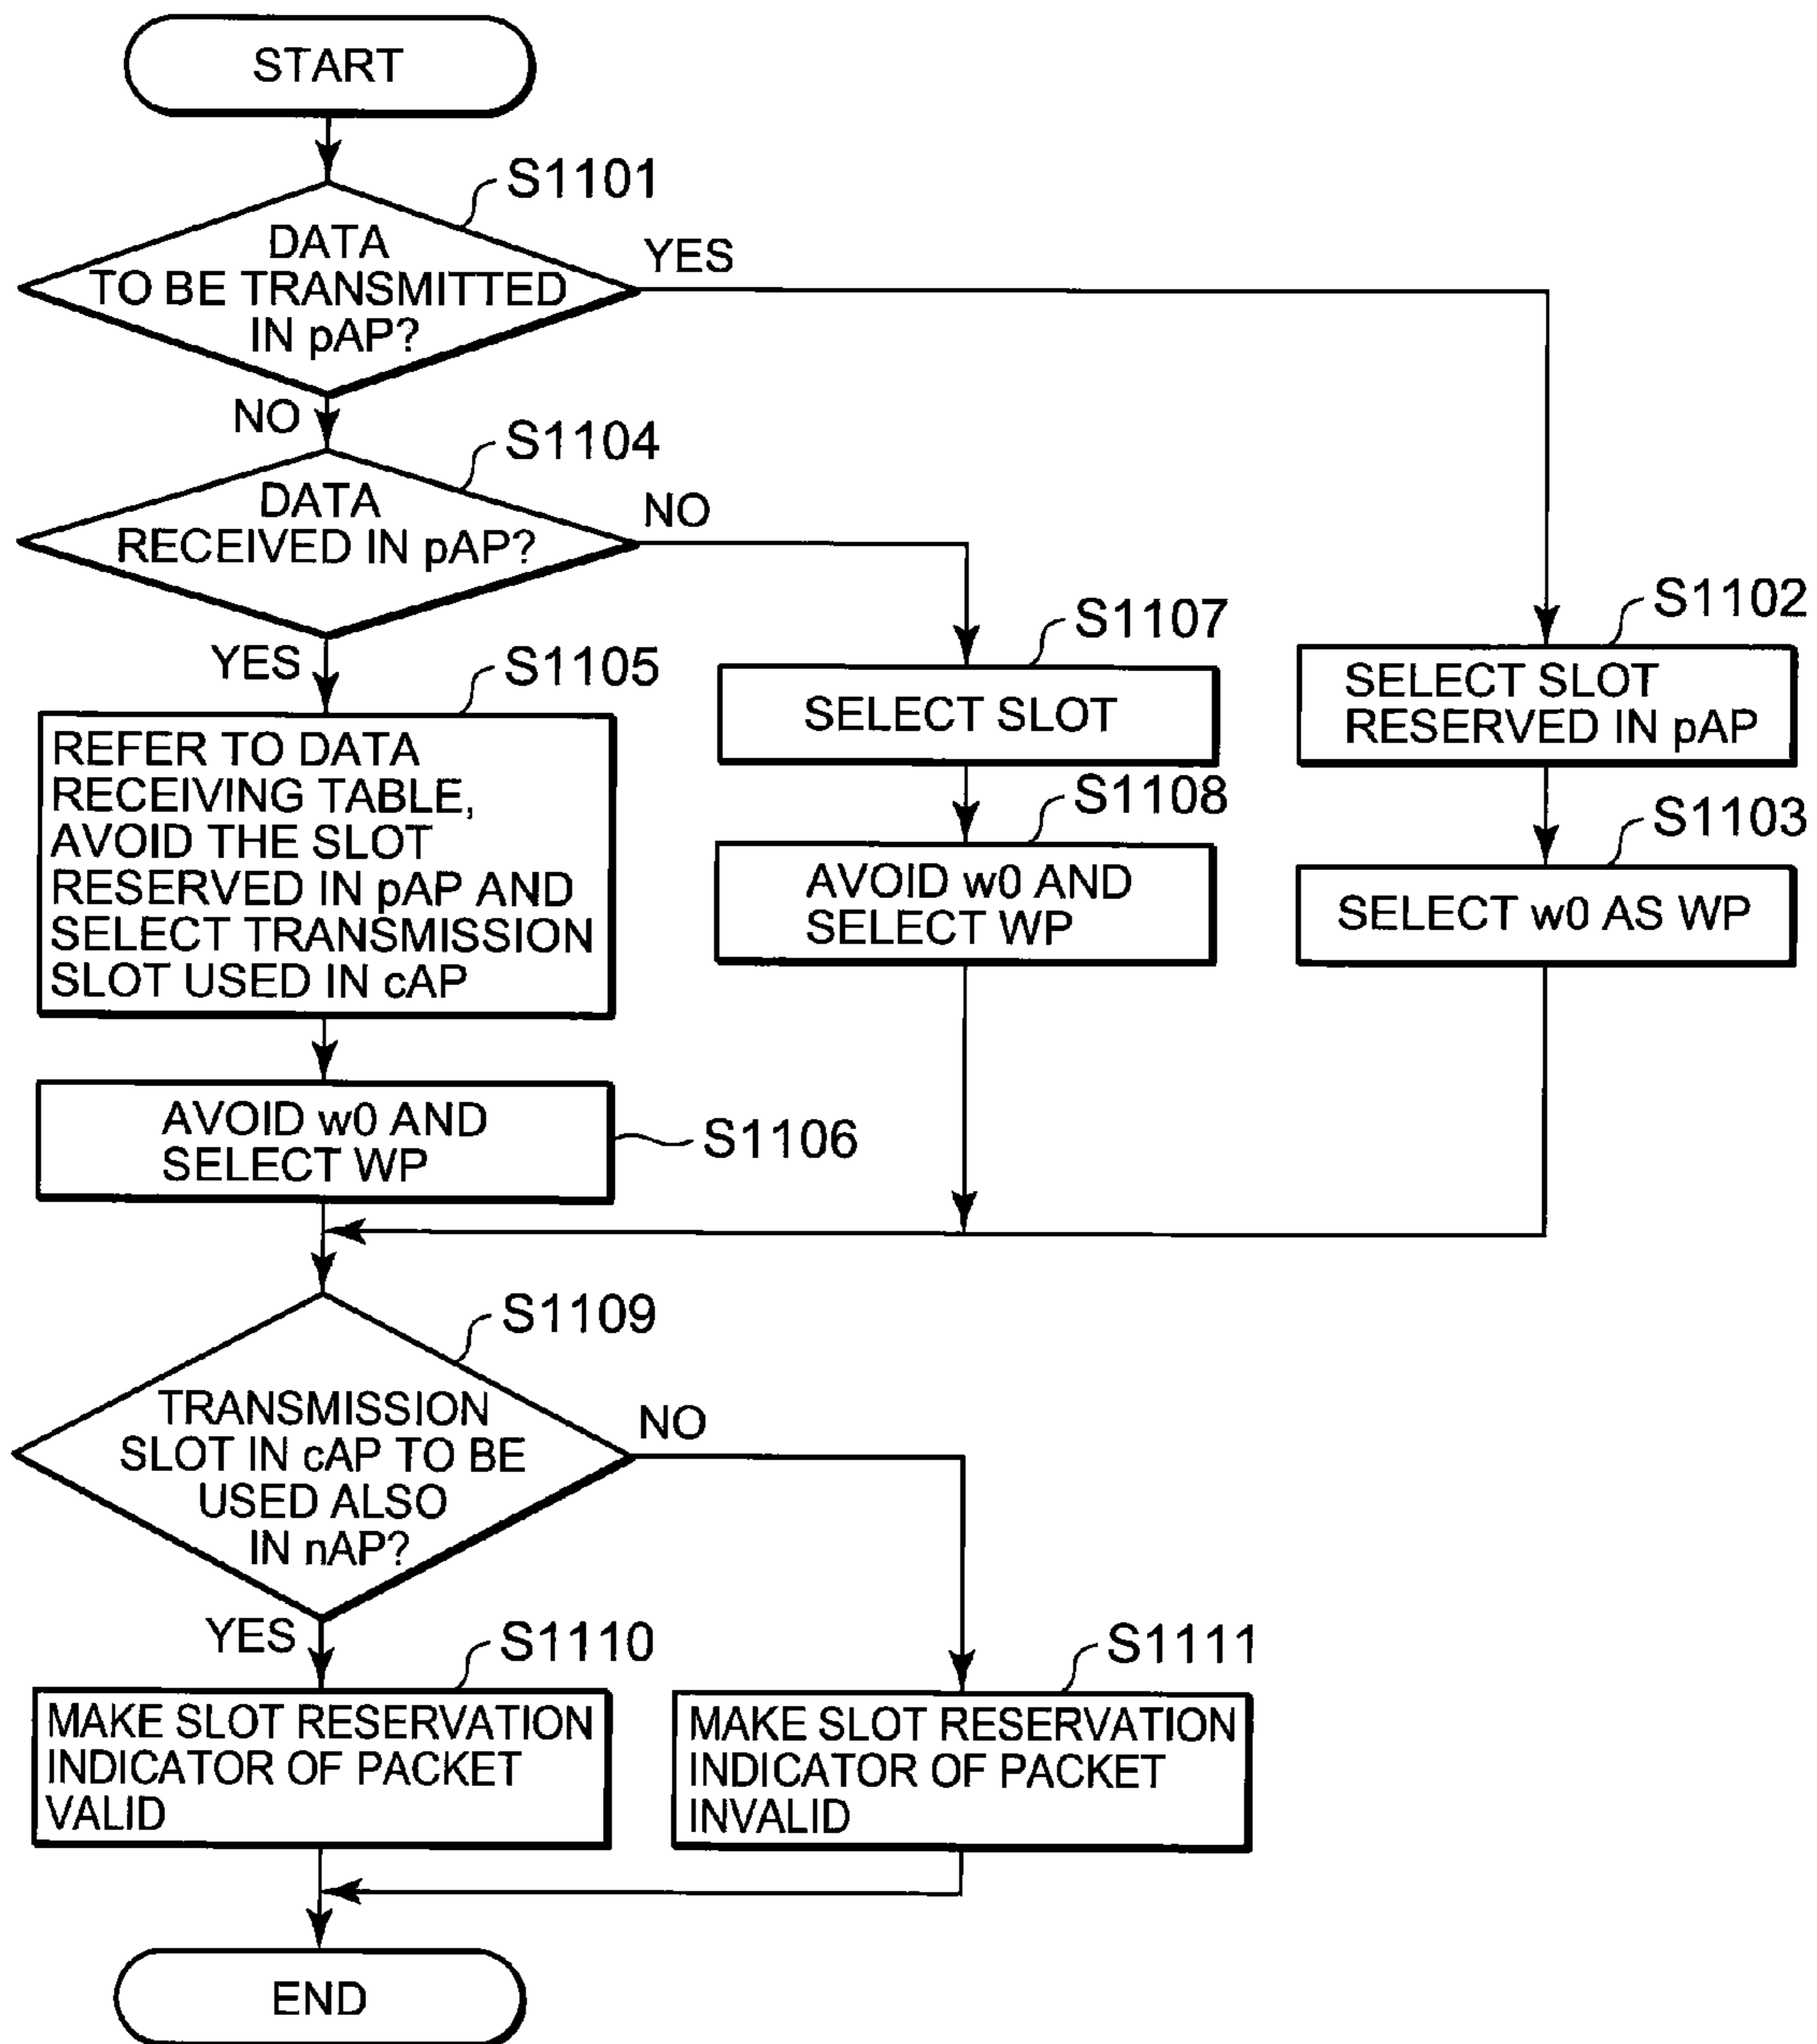 START
S1101
DATA
TO BE TRANSMITTED
IN pAP?
YES
NO
S1104
DATA
RECEIVED IN pAP?
NO
YES
S1102
SELECT SLOT
RESERVED IN pAP
S1107
SELECT SLOT
S1105
REFER TO DATA
RECEIVING TABLE,
AVOID THE SLOT
RESERVED IN pAP AND
SELECT TRANSMISSION
SLOT USED IN cAP
S1108
AVOID w0 AND
SELECT WP
S1103
SELECT w0 AS WP
AVOID w0 AND
SELECT WP
S1106
S1109
TRANSMISSION
SLOT IN cAP TO BE
USED ALSO
IN nAP?
NO
YES
S1110
MAKE SLOT RESERVATION
INDICATOR OF PACKET
VALID
S1111
MAKE SLOT RESERVATION
INDICATOR OF PACKET
INVALID
END